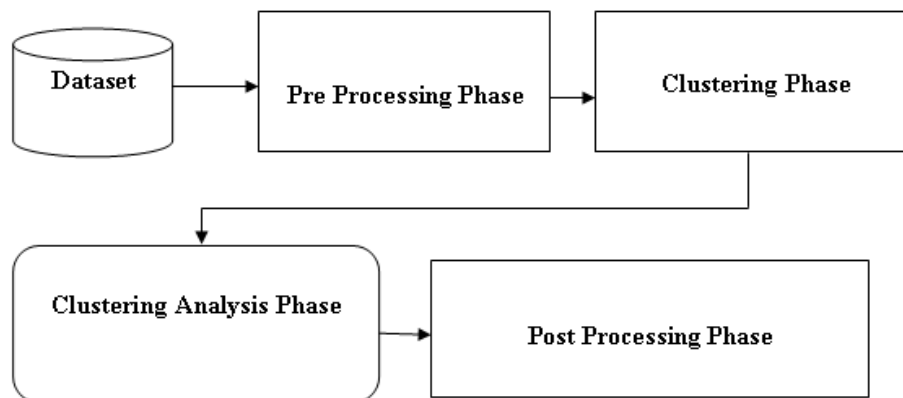 Dataset
Pre Processing Phase
Clustering Phase
Clustering Analysis Phase
Post Processing Phase